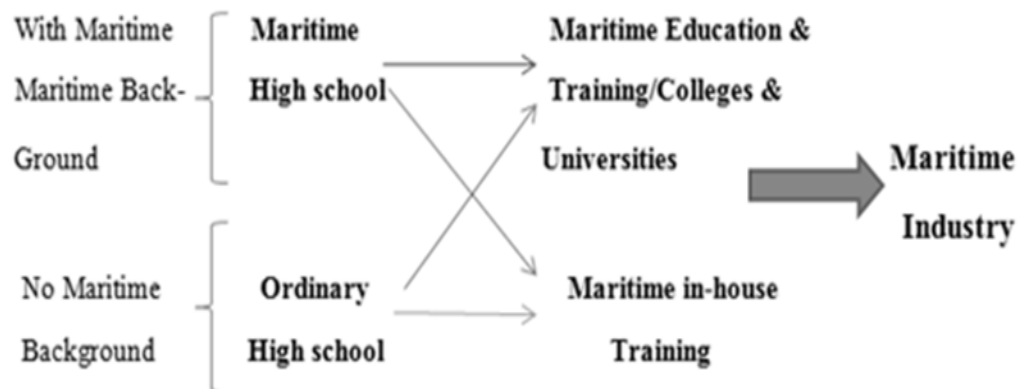 With Maritime
Maritime Back-
Ground
Maritime
High school
Maritime Education &
Training/Colleges &
Universities
Maritime
Industry
No Maritime
Background
Ordinary
High school
Maritime in-house
Training